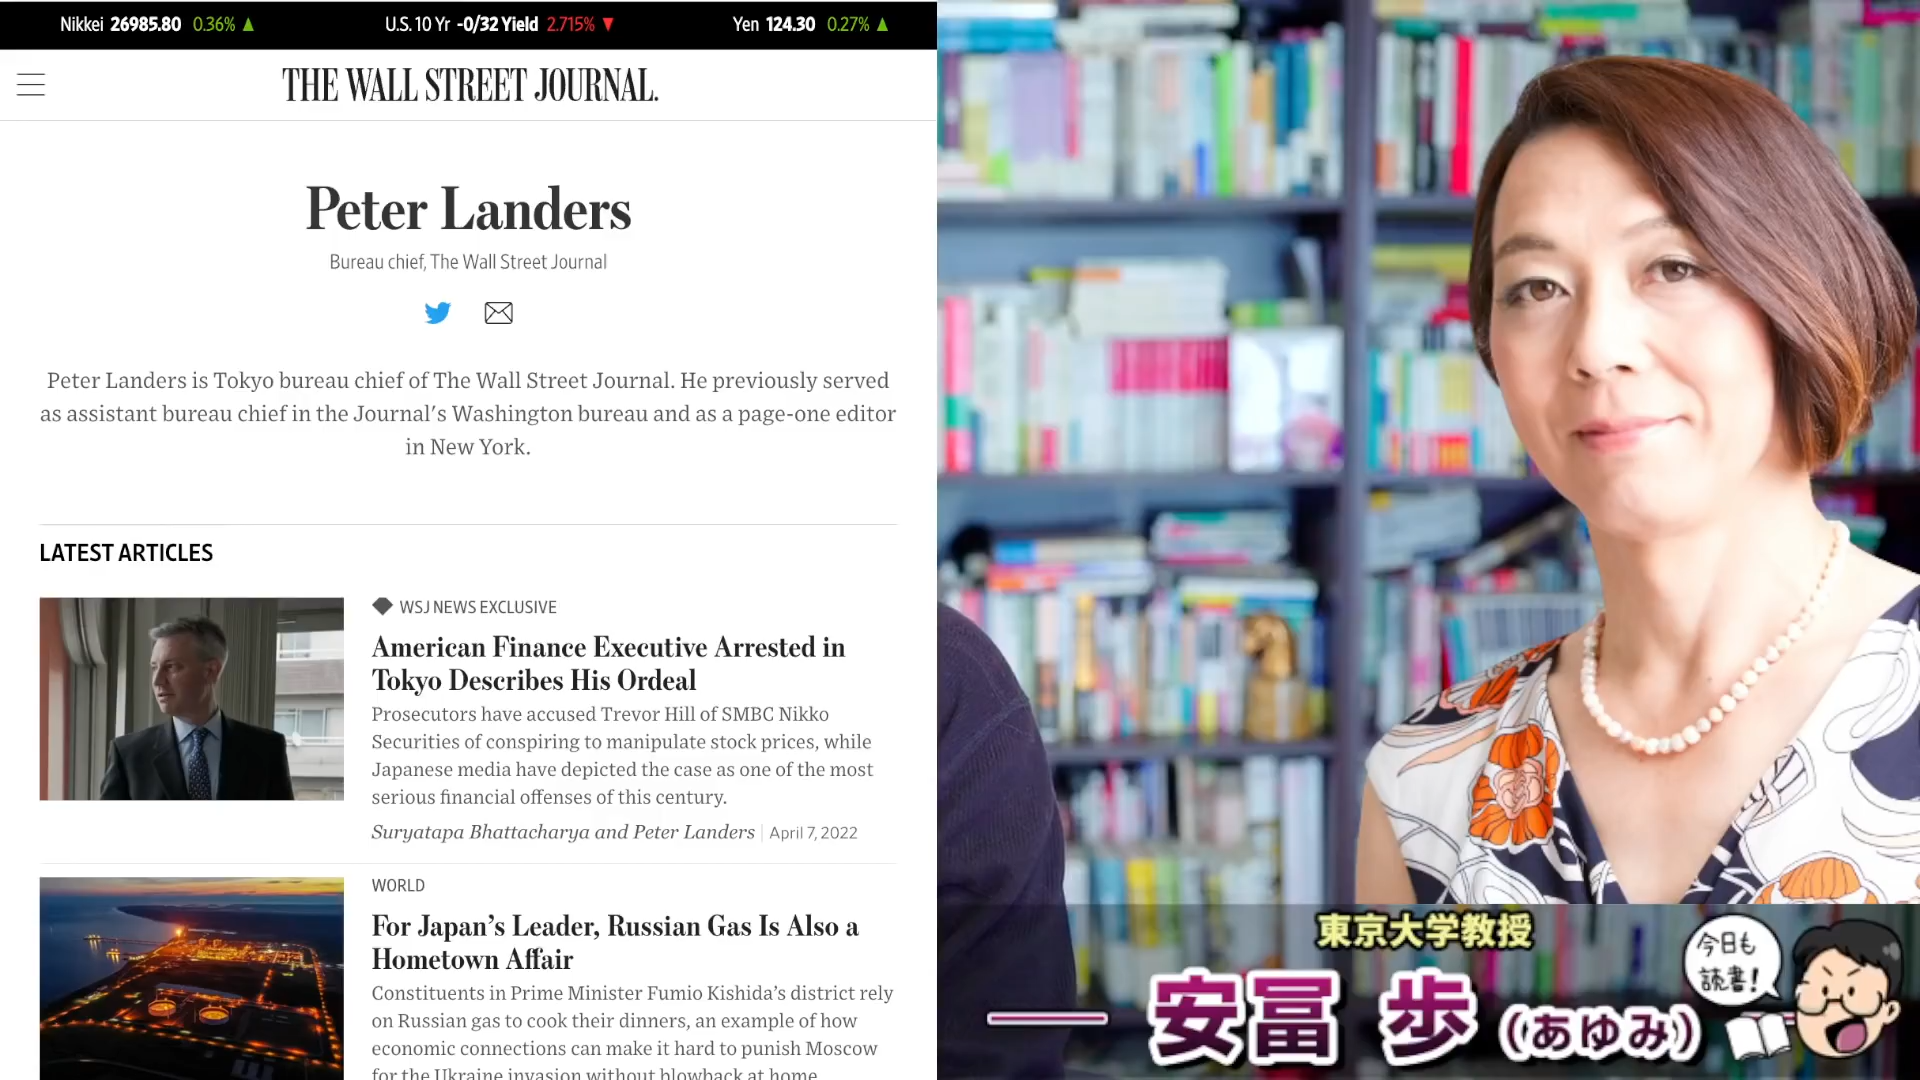 Nikkei 26985.80 0.36% ▲ U.S. 10 Yr -0/32 Yield 2.715% ▼ Yen 124.30 0.27% ▲
THE WALL STREET JOURNAL.
Peter Landers
Bureau chief, The Wall Street Journal
Peter Landers is Tokyo bureau chief of The Wall Street Journal. He previously served
as assistant bureau chief in the Journal's Washington bureau and as a page-one editor
in New York.
LATEST ARTICLES
WSJ NEWS EXCLUSIVE
American Finance Executive Arrested in
Tokyo Describes His Ordeal
Prosecutors have accused Trevor Hill of SMBC Nikko
Securities of conspiring to manipulate stock prices, while
Japanese media have depicted the case as one of the most
serious financial offenses of this century.
Suryatapa Bhattacharya and Peter Landers | April 7, 2022
WORLD
For Japan’s Leader, Russian Gas Is Also a
Hometown Affair
Constituents in Prime Minister Fumio Kishida’s district rely
on Russian gas to cook their dinners, an example of how
economic connections can make it hard to punish Moscow
for the Ukraine invasion without blowback at home.
東京大学教授
安冨 歩 (あゆみ)
今日も
読書!